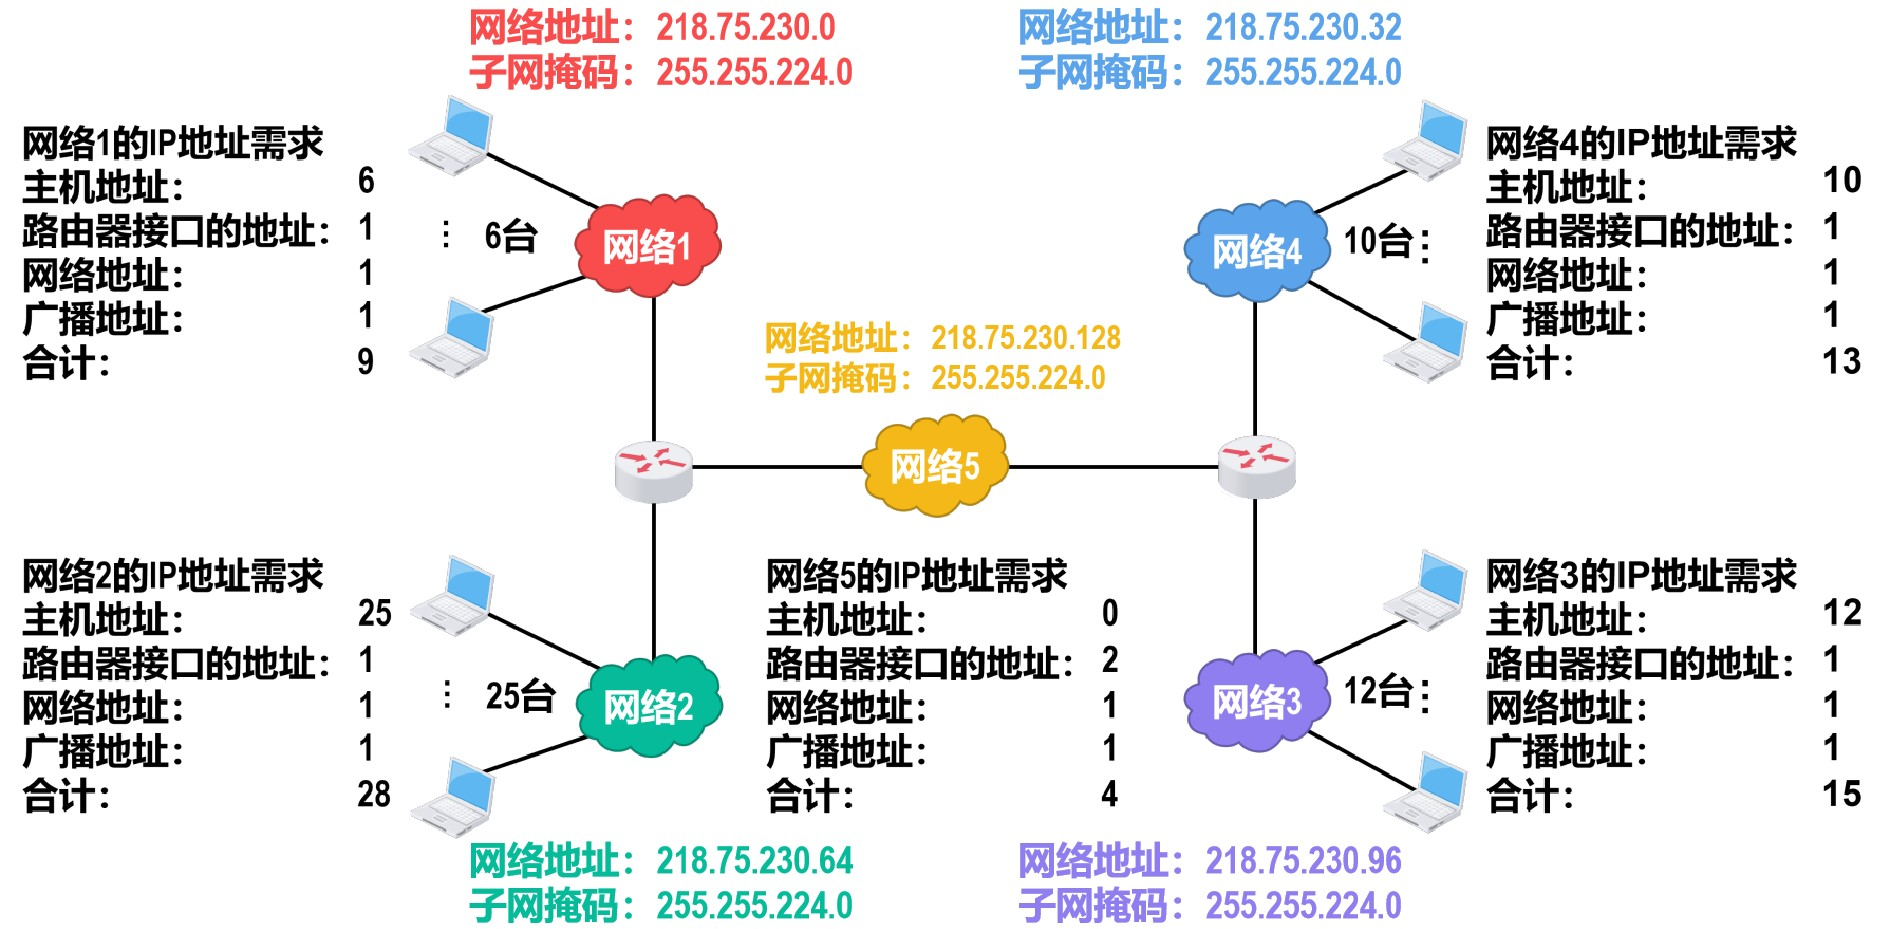 网络地址：218.75.230.0
子网掩码：255.255.224.0
网络地址：218.75.230.32
子网掩码：255.255.224.0
网络1的IP地址需求
主机地址： 6
路由器接口的地址： 1
网络地址： 1
广播地址： 1
合计： 9
⋮ 6台
网络1
网络4
10台⋮
网络4的IP地址需求
主机地址： 10
路由器接口的地址： 1
网络地址： 1
广播地址： 1
合计： 13
网络地址：218.75.230.128
子网掩码：255.255.224.0
网络5
网络2的IP地址需求
主机地址： 25
路由器接口的地址： 1
网络地址： 1
广播地址： 1
合计： 28
⋮ 25台
网络2
网络5的IP地址需求
主机地址： 0
路由器接口的地址： 2
网络地址： 1
广播地址： 1
合计： 4
网络3
12台⋮
网络3的IP地址需求
主机地址： 12
路由器接口的地址： 1
网络地址： 1
广播地址： 1
合计： 15
网络地址：218.75.230.64
子网掩码：255.255.224.0
网络地址：218.75.230.96
子网掩码：255.255.224.0